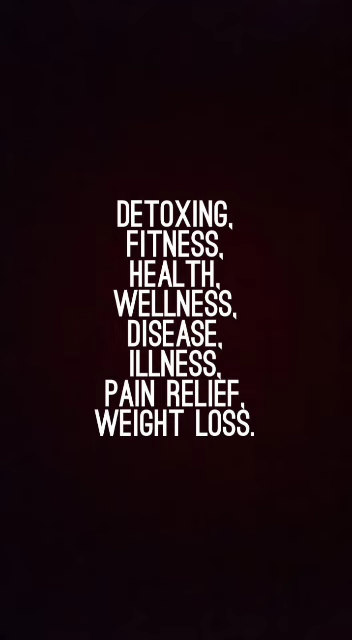 DETOXING,
FITNESS,
HEALTH,
WELLNESS,
DISEASE,
ILLNESS,
PAIN RELIEF,
WEIGHT LOSS.